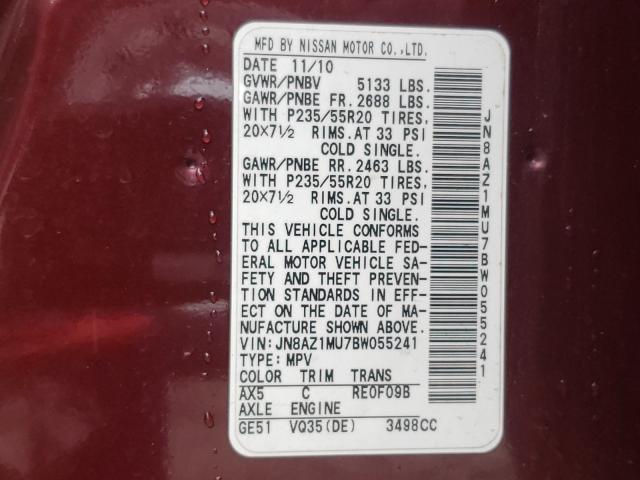 MFD BY NISSAN MOTOR CO.,LTD.
DATE 11/10
GVWR/PNBV 5133 LBS.
GAWR/PNBE FR. 2688 LBS.
WITH P235/55R20 TIRES,
20×7½ RIMS. AT 33 PSI
COLD SINGLE.
GAWR/PNBE RR. 2463 LBS.
WITH P235/55R20 TIRES,
20×7½ RIMS. AT 33 PSI
COLD SINGLE.
THIS VEHICLE CONFORMS
TO ALL APPLICABLE FED-
ERAL MOTOR VEHICLE SA-
FETY AND THEFT PREVEN-
TION STANDARDS IN EFF-
ECT ON THE DATE OF MA-
NUFACTURE SHOWN ABOVE.
VIN:JN8AZ1MU7BW055241
TYPE:MPV
COLOR TRIM TRANS
AX5 C RE0F09B
AXLE ENGINE
GE51 VQ35(DE) 3498CC
JN8AZ1MU7BW055241